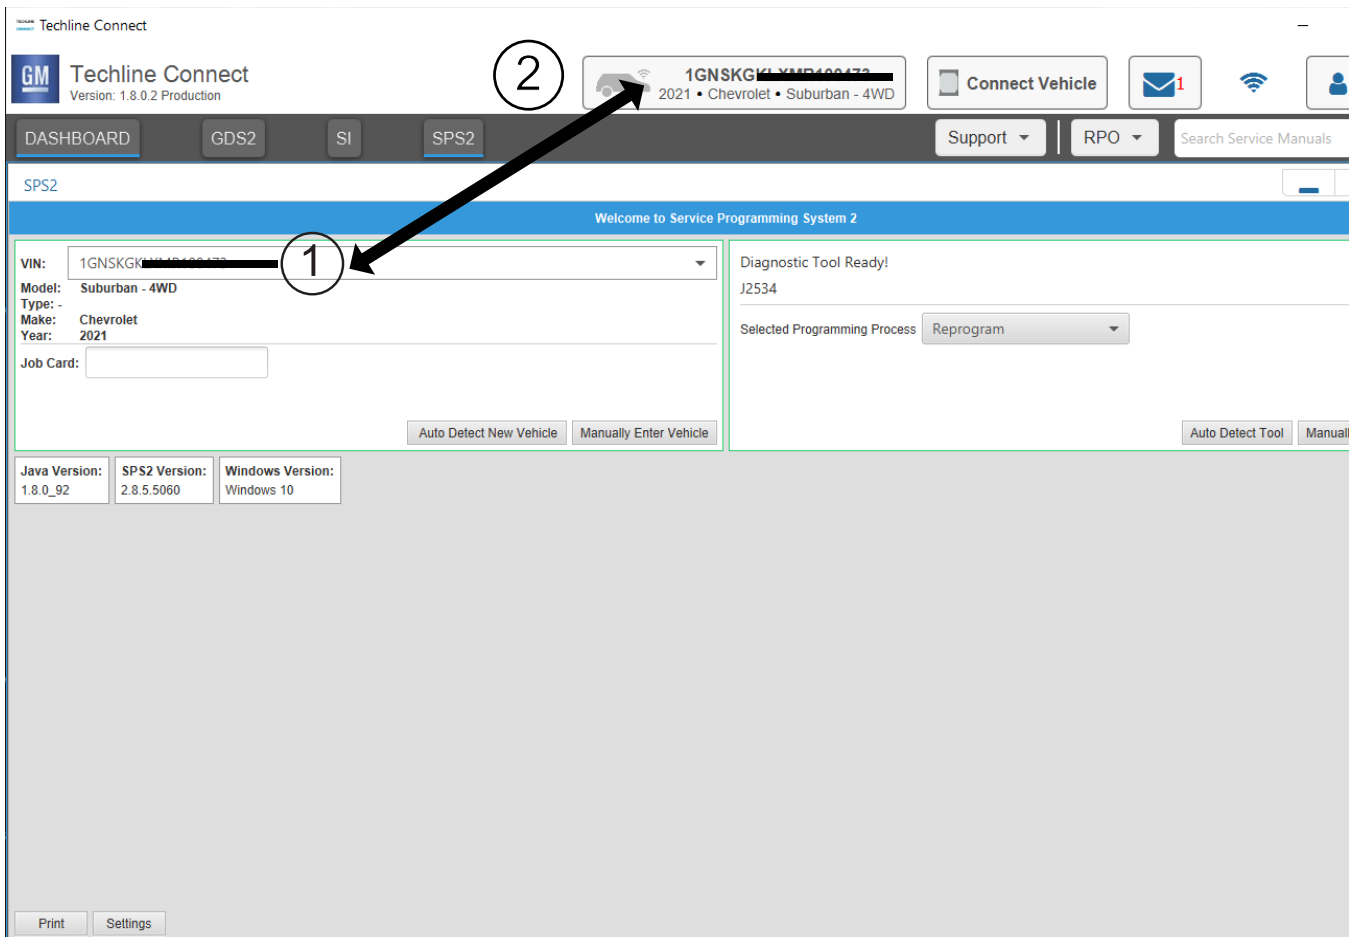 Techline Connect
GM
Techline Connect
Version: 1.8.0.2 Production
2
1GNSKGK
2021 • Chevrolet • Suburban - 4WD
Connect Vehicle
1
DASHBOARD
GDS2
SI
SPS2
Support
RPO
Search Service Manuals
SPS2
Welcome to Service Programming System 2
VIN: 1GNSKGK
1
Model: Suburban - 4WD
Type: -
Make: Chevrolet
Year: 2021
Job Card:
Auto Detect New Vehicle
Manually Enter Vehicle
Diagnostic Tool Ready!
J2534
Selected Programming Process Reprogram
Auto Detect Tool
Java Version:
1.8.0_92
SPS2 Version:
2.8.5.5060
Windows Version:
Windows 10
Print
Settings